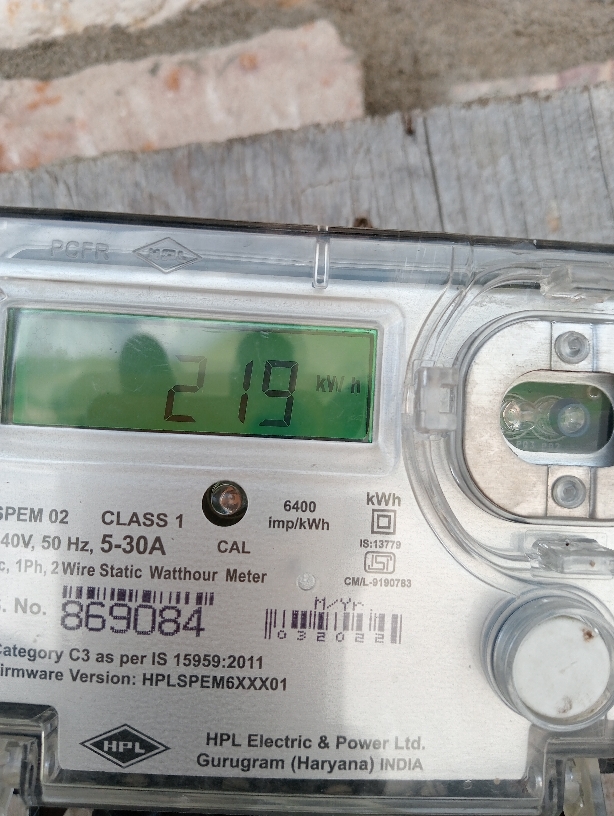 PCFR HPL
219 kWh
SPEM 02 CLASS 1
6400
imp/kWh
kWh
40V, 50 Hz, 5-30A
CAL
IS:13779
c, 1Ph, 2 Wire Static Watthour Meter
ISI
CM/L-9190783
S. No. 869084
M/Yr
032022
Category C3 as per IS 15959:2011
Firmware Version: HPLSPEM6XXX01
HPL
HPL Electric & Power Ltd.
Gurugram (Haryana) INDIA